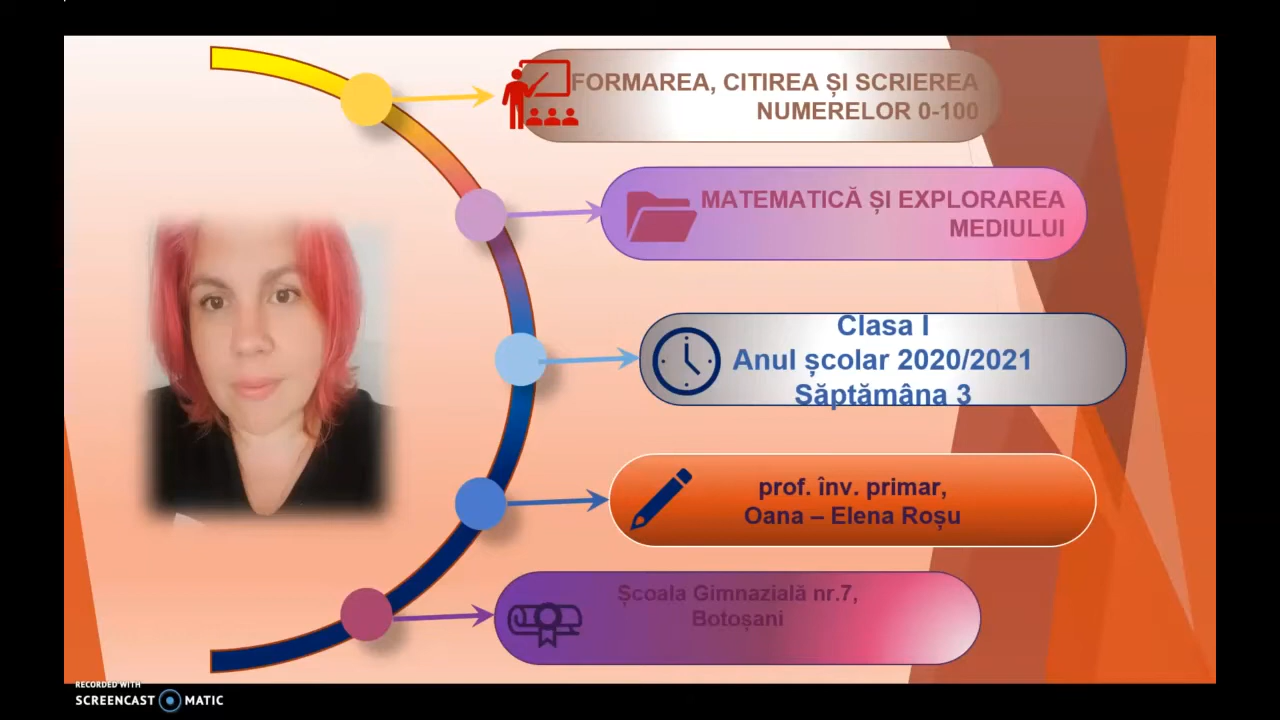 FORMAREA, CITIREA ȘI SCRIEREA
NUMERELOR 0-100
MATEMATICĂ ȘI EXPLORAREA
MEDIULUI
Clasa I
Anul școlar 2020/2021
Săptămâna 3
prof. înv. primar,
Oana – Elena Roșu
Școala Gimnazială nr.7,
Botoșani
RECORDED WITH
SCREENCAST MATIC